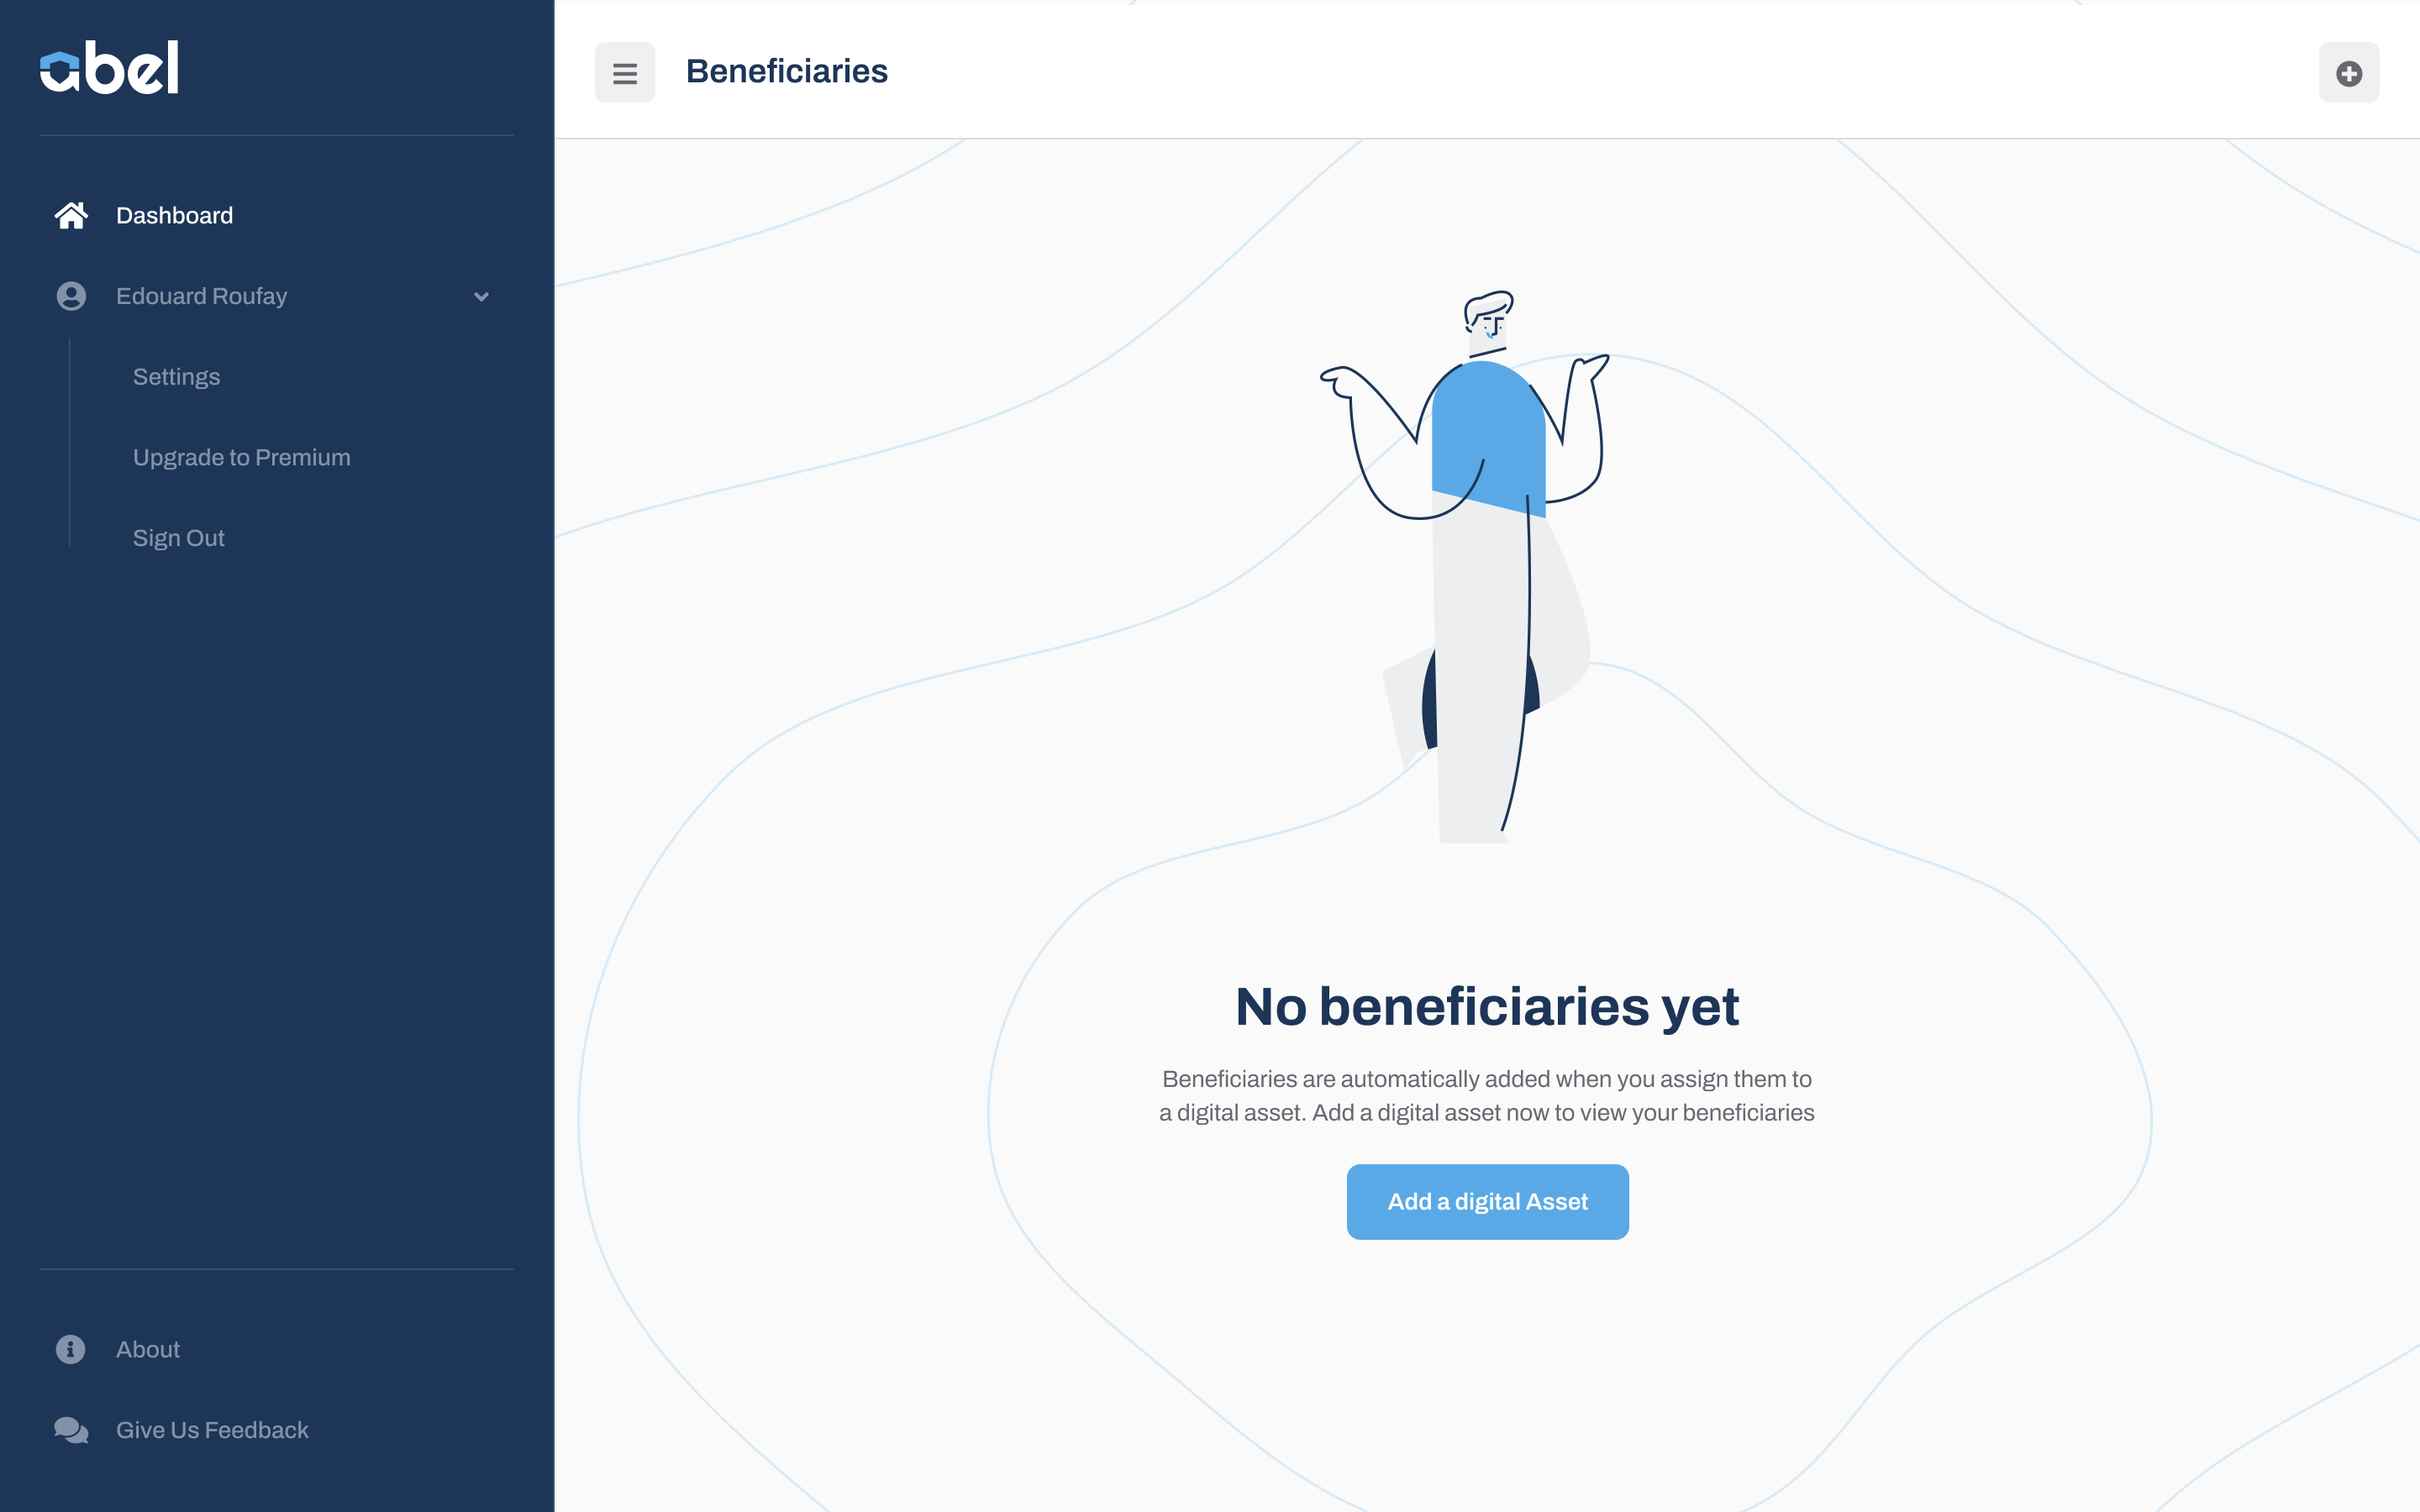 abel
Dashboard
Edouard Roufay
Settings
Upgrade to Premium
Sign Out
About
Give Us Feedback
Beneficiaries
No beneficiaries yet
Beneficiaries are automatically added when you assign them to
a digital asset. Add a digital asset now to view your beneficiaries
Add a digital Asset